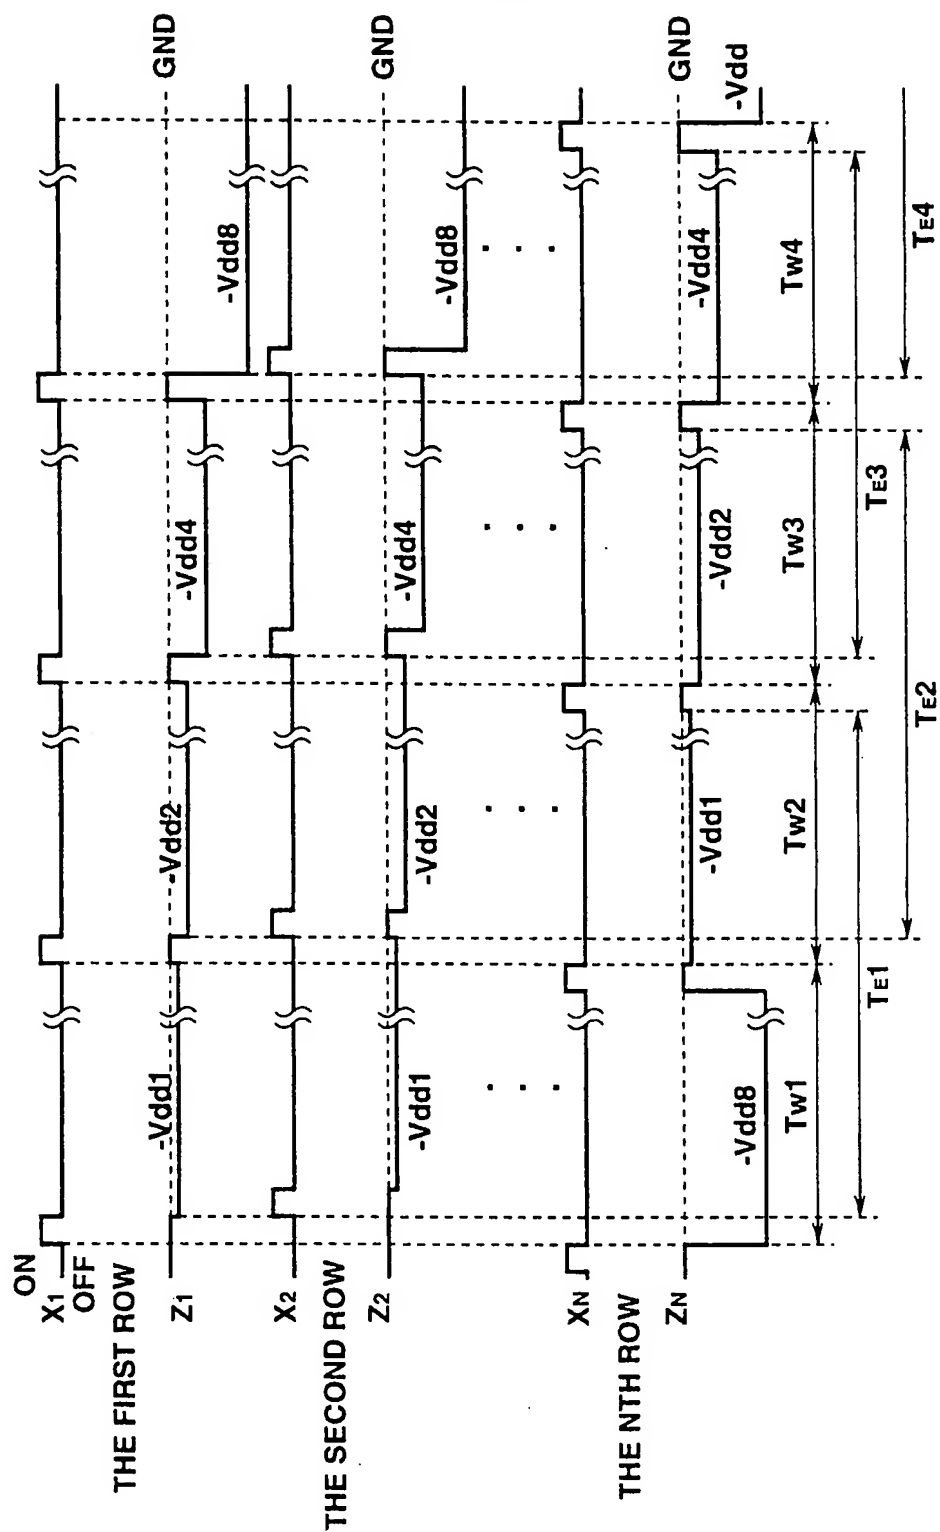 ON
X1
OFF
THE FIRST ROW
Z1
-Vdd1
-Vdd2
-Vdd4
-Vdd8
GND
X2
THE SECOND ROW
Z2
-Vdd1
-Vdd2
-Vdd4
-Vdd8
GND
XN
THE NTH ROW
ZN
-Vdd8
-Vdd1
-Vdd2
-Vdd4
-Vdd
GND
Tw1
Tw2
Tw3
Tw4
TE1
TE3
TE2
TE4